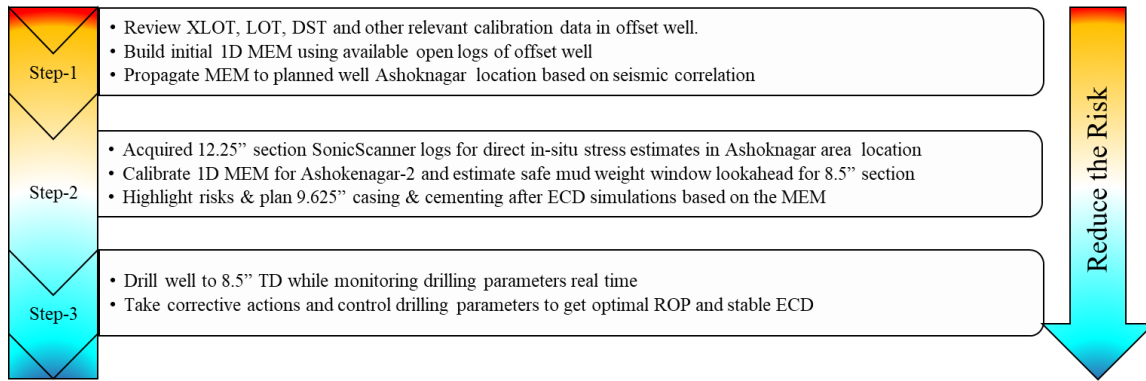 Step-1
• Review XLOT, LOT, DST and other relevant calibration data in offset well.
• Build initial 1D MEM using available open logs of offset well
• Propagate MEM to planned well Ashoknagar location based on seismic correlation
Step-2
• Acquired 12.25” section SonicScanner logs for direct in-situ stress estimates in Ashoknagar area location
• Calibrate 1D MEM for Ashokenagar-2 and estimate safe mud weight window lookahead for 8.5” section
• Highlight risks & plan 9.625” casing & cementing after ECD simulations based on the MEM
Step-3
• Drill well to 8.5” TD while monitoring drilling parameters real time
• Take corrective actions and control drilling parameters to get optimal ROP and stable ECD
Reduce the Risk